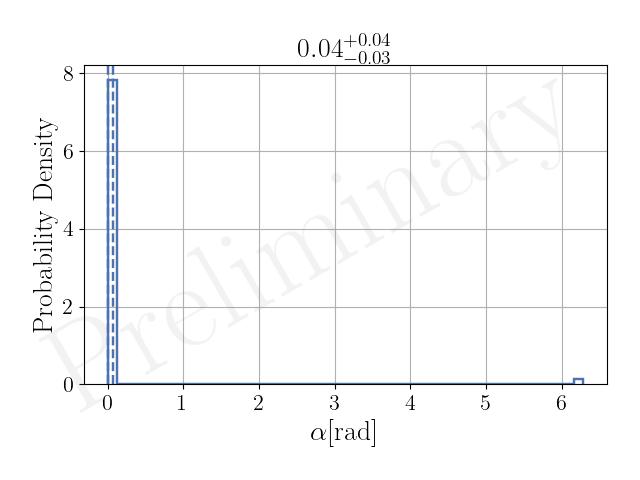 0.04^{+0.04}_{-0.03}
8
6
4
2
0
Probability Density
0 1 2 3 4 5 6
α[rad]
Preliminary